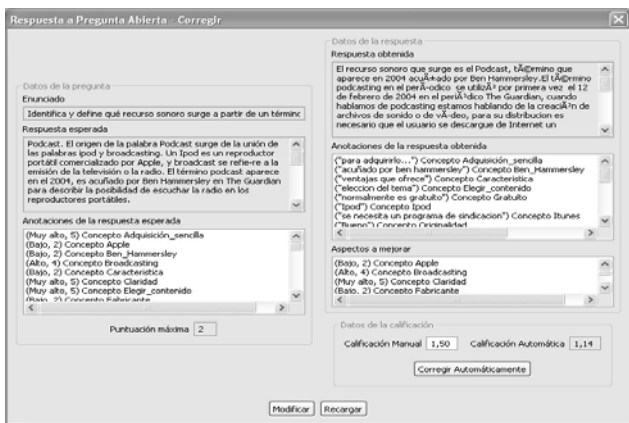 Respuesta a Pregunta Abierta - Corregir
Datos de la pregunta
Enunciado
Identifica y define qué recurso sonoro surge a partir de un términc
Respuesta esperada
Podcast. El origen de la palabra Podcast surge de la unión de
las palabras ipod y broadcasting. Un Ipod es un reproductor
portátil comercializado por Apple, y broadcast se refie-re a la
emisión de la televisión o la radio. El término podcast aparece
en el 2004, es acuñado por Ben Hammersley en The Guardian
para describir la posibilidad de escuchar la radio en los
reproductores portátiles.
Anotaciones de la respuesta esperada
(Muy alto, 5) Concepto Adquisición_sencilla
(Bajo, 2) Concepto Apple
(Bajo, 2) Concepto Ben_Hammersley
(Alto, 4) Concepto Broadcasting
(Bajo, 2) Concepto Caracteristica
(Muy alto, 5) Concepto Claridad
(Muy alto, 5) Concepto Elegir_contenido
(Bajo, 2) Concepto Fabricante
Puntuación máxima 2
Datos de la respuesta
Respuesta obtenida
El recurso sonoro que surge es el Podcast, tÃ©rmino que
aparece en 2004 acuÃ±ado por Ben Hammersley.El tÃ©rmino
podcasting en el perÃ-odico se utilizÃ³ por primera vez el 12
de febrero de 2004 en el periÃ³dico The Guardian, cuando
hablamos de podcasting estamos hablando de la creaciÃ³n de
archivos de sonido o de vÃ-deo, para su distribucion es
necesario que el usuario se descargue de Internet un
Anotaciones de la respuesta obtenida
("para adquirirlo...") Concepto Adquisición_sencilla
("acuñado por ben hammersley") Concepto Ben_Hammersley
("ventajas que ofrece") Concepto Caracteristica
("eleccion del tema") Concepto Elegir_contenido
("normalmente es gratuito") Concepto Gratuito
("Ipod") Concepto Ipod
("se necesita un programa de sindicacion") Concepto Itunes
("Bueno") Concepto Originalidad
Aspectos a mejorar
(Bajo, 2) Concepto Apple
(Alto, 4) Concepto Broadcasting
(Muy alto, 5) Concepto Claridad
(Bajo, 2) Concepto Fabricante
Datos de la calificación
Calificación Manual 1,50 Calificación Automática 1,14
Corregir Automáticamente
Modificar Recargar